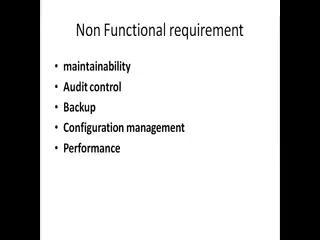 Non Functional requirement
• maintainability
• Audit control
• Backup
• Configuration management
• Performance